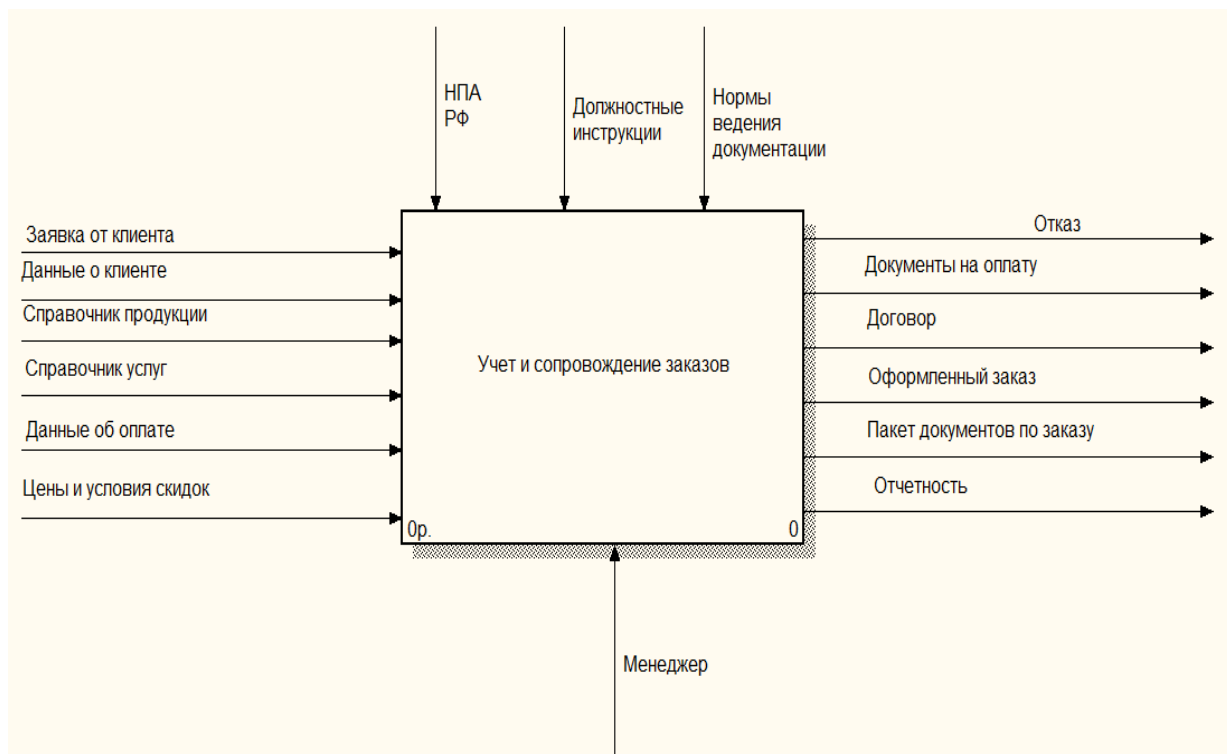 НПА
РФ
Должностные
инструкции
Нормы
ведения
документации
Заявка от клиента
Данные о клиенте
Справочник продукции
Справочник услуг
Данные об оплате
Цены и условия скидок
Учет и сопровождение заказов
0р.
0
Отказ
Документы на оплату
Договор
Оформленный заказ
Пакет документов по заказу
Отчетность
Менеджер